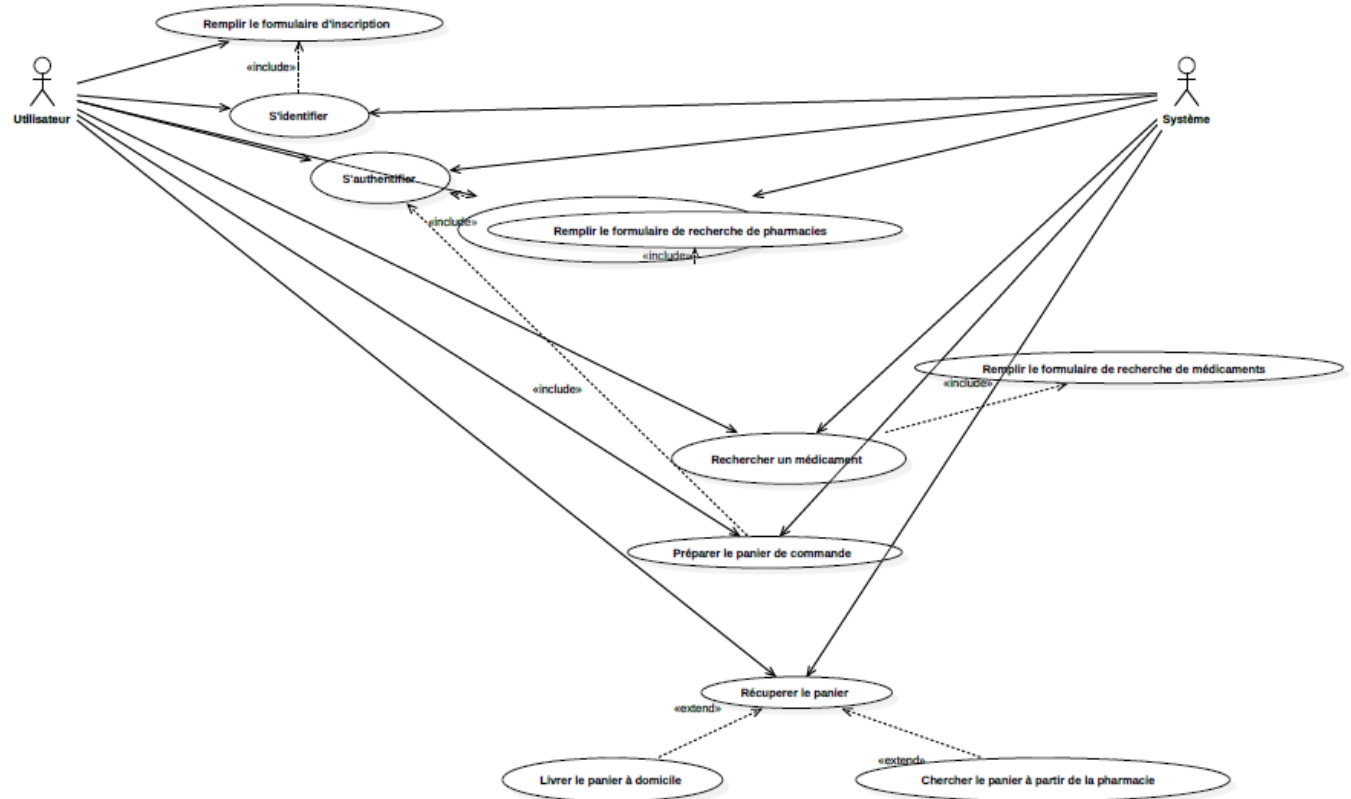 Remplir le formulaire d'inscription
«include»
Utilisateur
S'identifier
Système
S'authentifier
«include»
Remplir le formulaire de recherche de pharmacies
«include»
Remplir le formulaire de recherche de médicaments
«include»
«include»
Rechercher un médicament
Préparer le panier de commande
Récuperer le panier
«extend»
«extend»
Livrer le panier à domicile
Chercher le panier à partir de la pharmacie